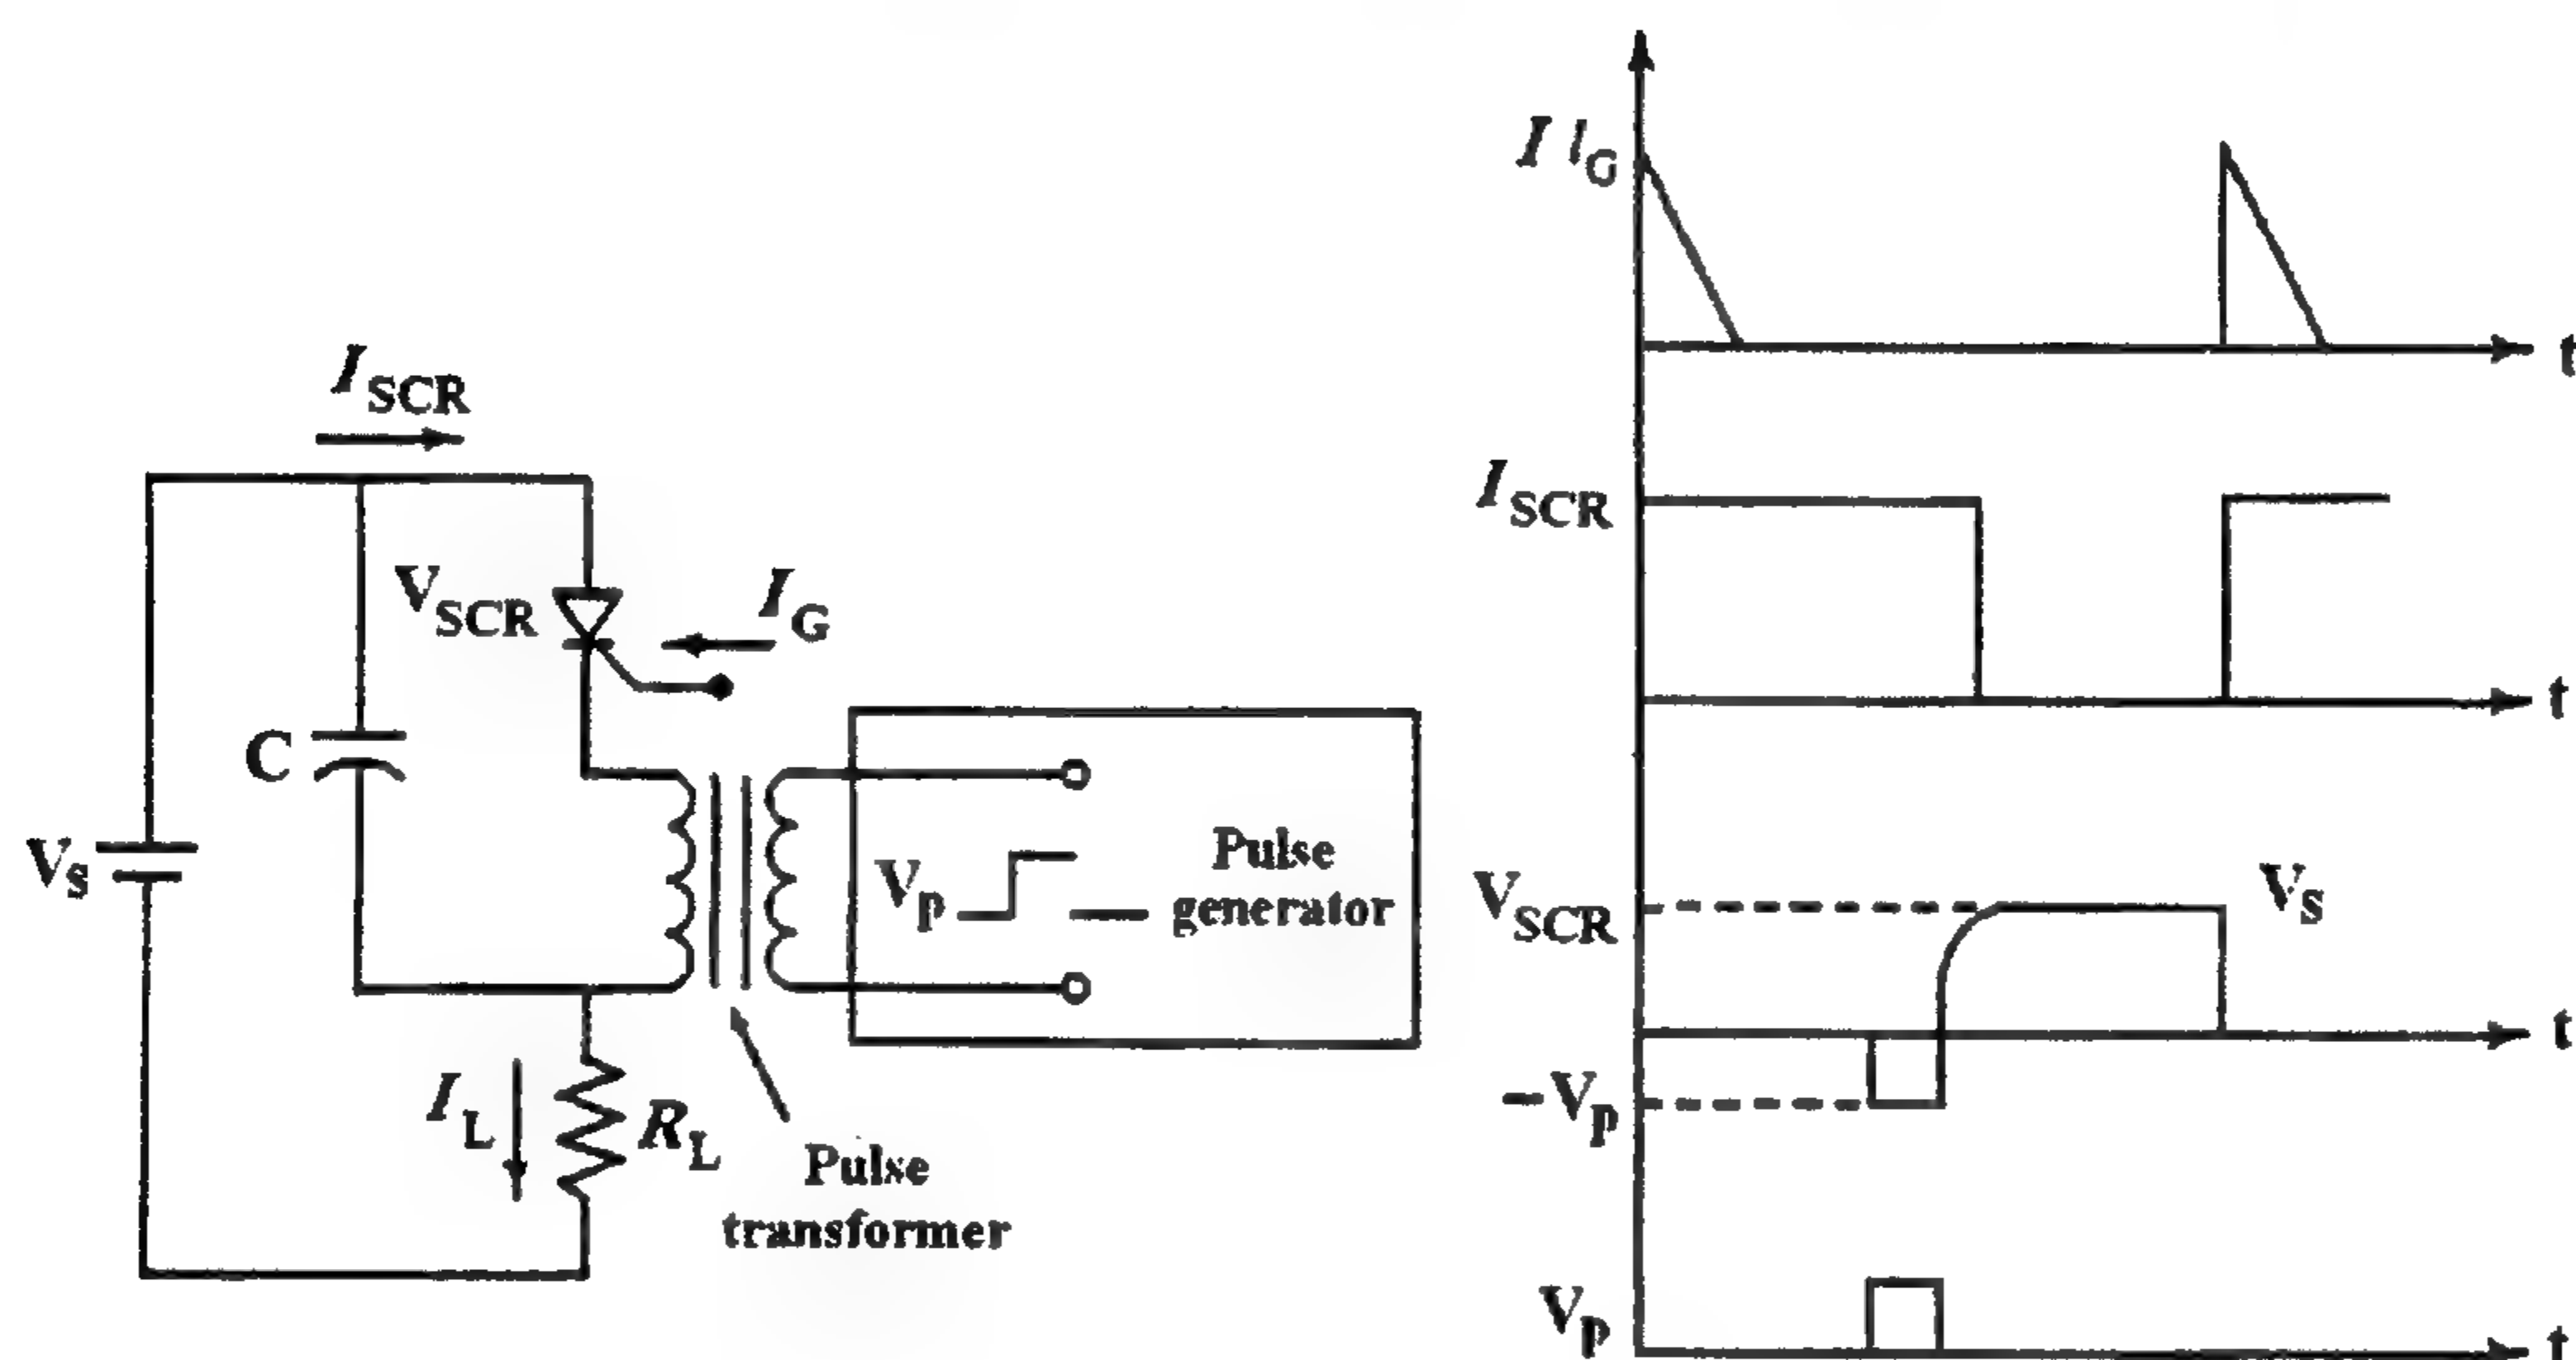 I_SCR
V_SCR
I_G
C
V_S
V_p
Pulse
generator
I_L
R_L
Pulse
transformer
I I_G
t
I_SCR
t
V_SCR
V_S
t
-V_p
V_p
t